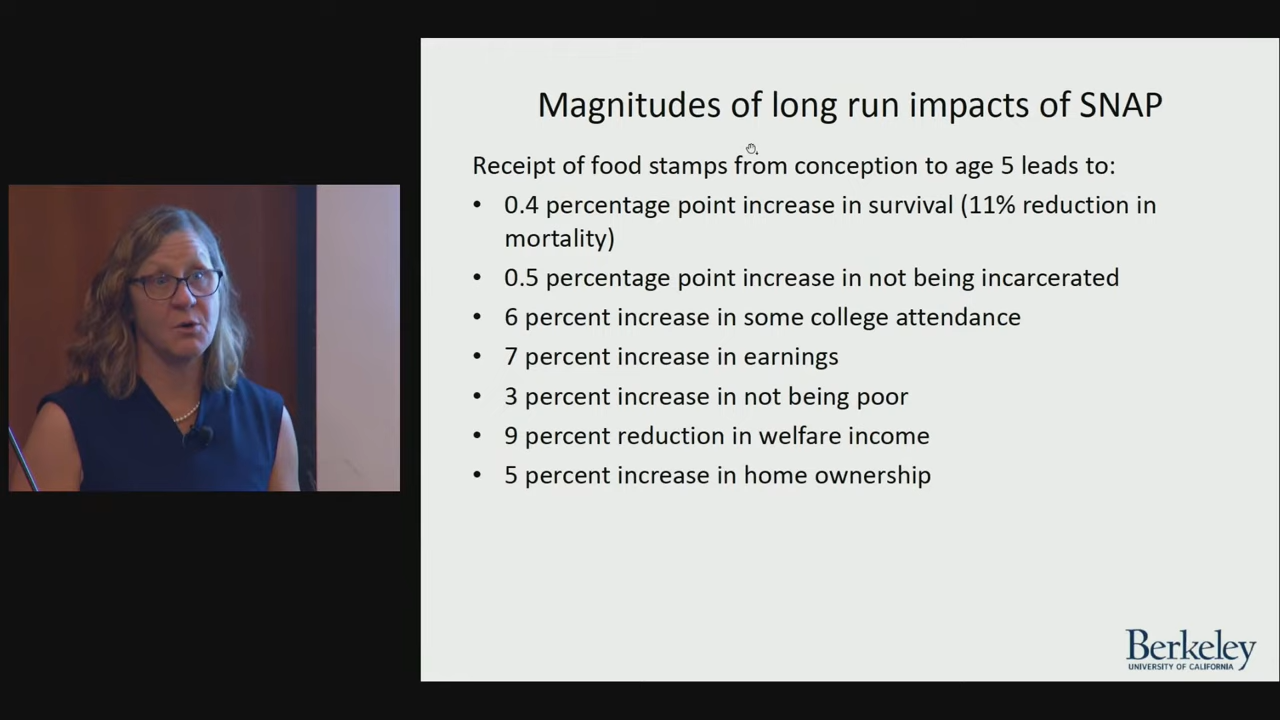 Magnitudes of long run impacts of SNAP
Receipt of food stamps from conception to age 5 leads to:
• 0.4 percentage point increase in survival (11% reduction in
mortality)
• 0.5 percentage point increase in not being incarcerated
• 6 percent increase in some college attendance
• 7 percent increase in earnings
• 3 percent increase in not being poor
• 9 percent reduction in welfare income
• 5 percent increase in home ownership
Berkeley
UNIVERSITY OF CALIFORNIA